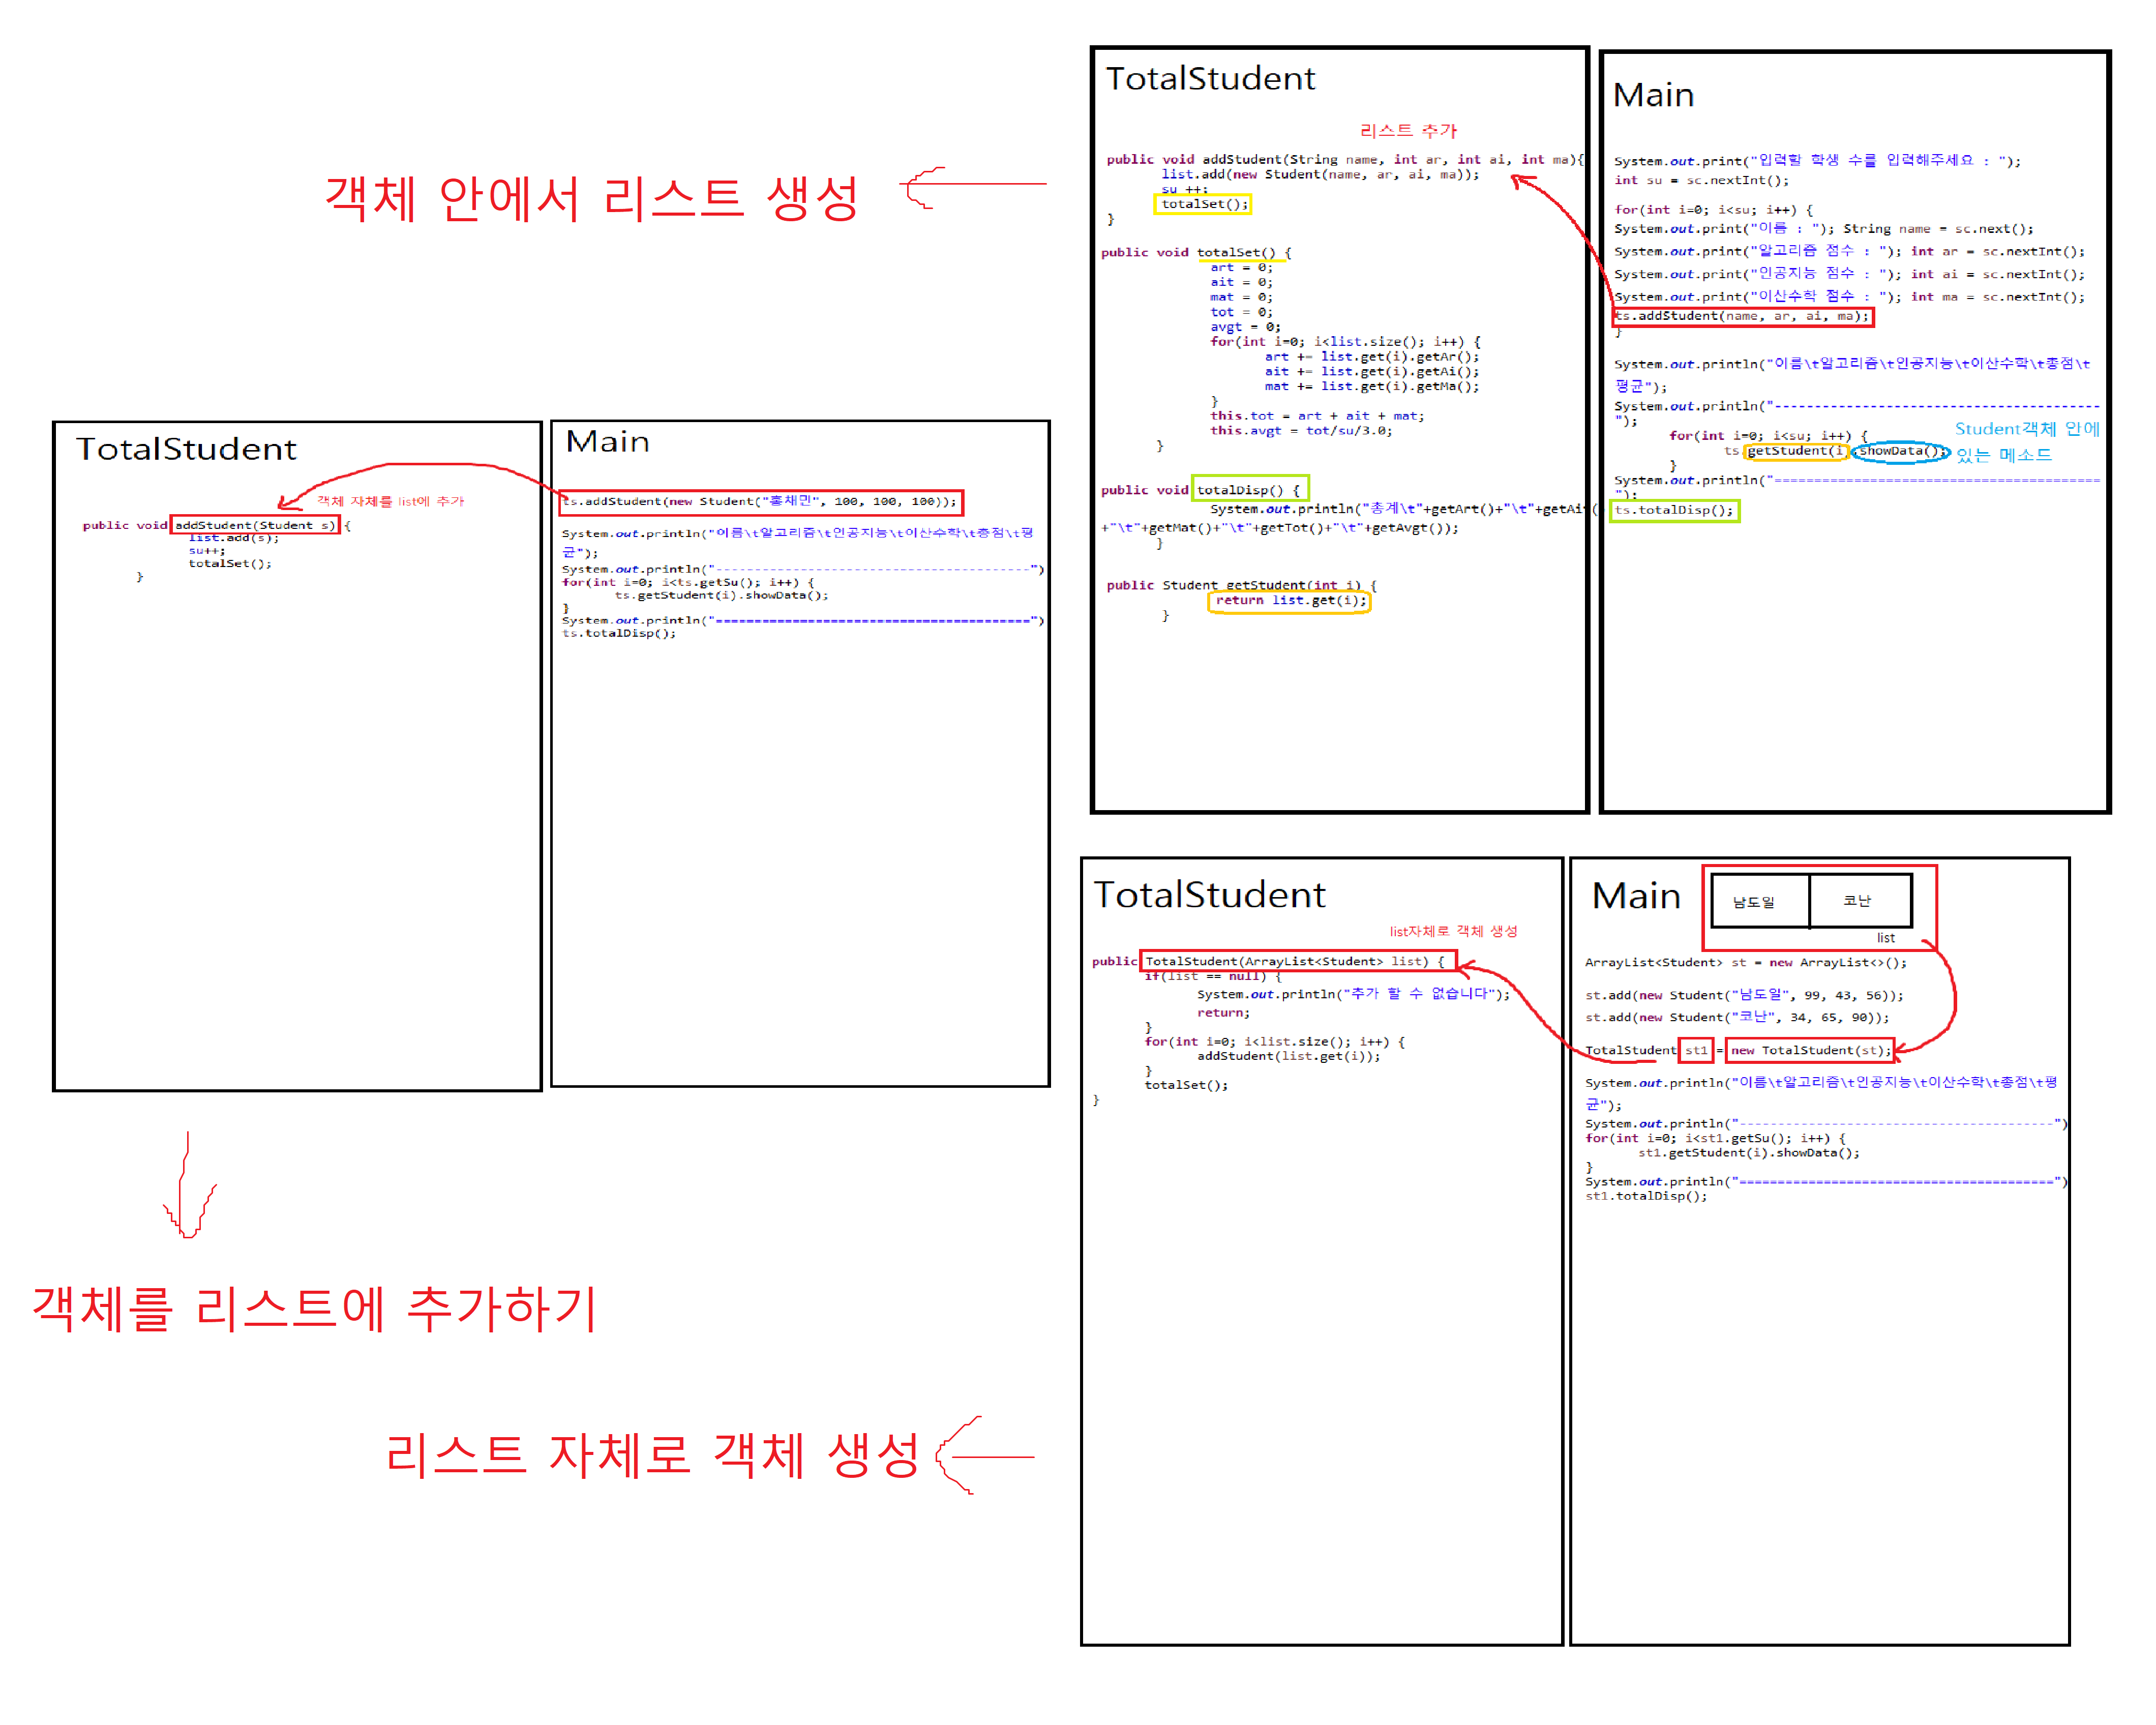 객체 안에서 리스트 생성
TotalStudent
리스트 추가
public void addStudent(String name, int ar, int ai, int ma){
list.add(new Student(name, ar, ai, ma));
su ++;
totalSet();
}
public void totalSet() {
art = 0;
ait = 0;
mat = 0;
tot = 0;
avgt = 0;
for(int i=0; i<list.size(); i++) {
art += list.get(i).getAr();
ait += list.get(i).getAi();
mat += list.get(i).getMa();
}
this.tot = art + ait + mat;
this.avgt = tot/su/3.0;
}
public void totalDisp() {
System.out.println("총계\t"+getArt()+"\t"+getAit()
+"\t"+getMat()+"\t"+getTot()+"\t"+getAvgt());
}
public Student getStudent(int i) {
return list.get(i);
}
Main
System.out.print("입력할 학생 수를 입력해주세요 : ");
int su = sc.nextInt();
for(int i=0; i<su; i++) {
System.out.print("이름 : "); String name = sc.next();
System.out.print("알고리즘 점수 : "); int ar = sc.nextInt();
System.out.print("인공지능 점수 : "); int ai = sc.nextInt();
System.out.print("이산수학 점수 : "); int ma = sc.nextInt();
ts.addStudent(name, ar, ai, ma);
}
System.out.println("이름\t알고리즘\t인공지능\t이산수학\t총점\t
평균");
System.out.println("-----------------------------------------
");
for(int i=0; i<su; i++) {
ts.getStudent(i).showData();
}
Student객체 안에
있는 메소드
System.out.println("=========================================
");
ts.totalDisp();
TotalStudent
객체 자체를 list에 추가
public void addStudent(Student s) {
list.add(s);
su++;
totalSet();
}
Main
ts.addStudent(new Student("홍채민", 100, 100, 100));
System.out.println("이름\t알고리즘\t인공지능\t이산수학\t총점\t평
균");
System.out.println("-----------------------------------------")
for(int i=0; i<ts.getSu(); i++) {
ts.getStudent(i).showData();
}
System.out.println("=========================================")
ts.totalDisp();
객체를 리스트에 추가하기
TotalStudent
list자체로 객체 생성
public TotalStudent(ArrayList<Student> list) {
if(list == null) {
System.out.println("추가 할 수 없습니다");
return;
}
for(int i=0; i<list.size(); i++) {
addStudent(list.get(i));
}
totalSet();
}
Main
남도일 코난
list
ArrayList<Student> st = new ArrayList<>();
st.add(new Student("남도일", 99, 43, 56));
st.add(new Student("코난", 34, 65, 90));
TotalStudent st1 = new TotalStudent(st);
System.out.println("이름\t알고리즘\t인공지능\t이산수학\t총점\t평
균");
System.out.println("-----------------------------------------")
for(int i=0; i<st1.getSu(); i++) {
st1.getStudent(i).showData();
}
System.out.println("=========================================")
st1.totalDisp();
리스트 자체로 객체 생성